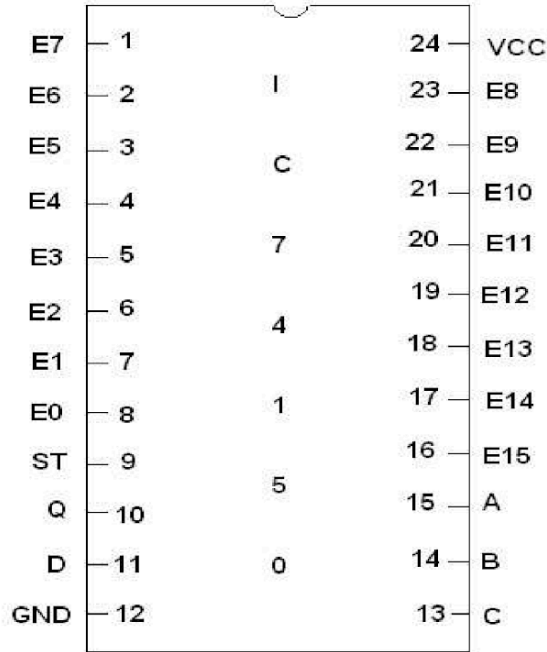 E7 1 24 VCC
I
E6 2 23 E8
E5 3 22 E9
C
E4 4 21 E10
E3 5 7 20 E11
E2 6 19 E12
4
E1 7 18 E13
E0 8 1 17 E14
ST 9 16 E15
5
Q 10 15 A
D 11 0 14 B
GND 12 13 C